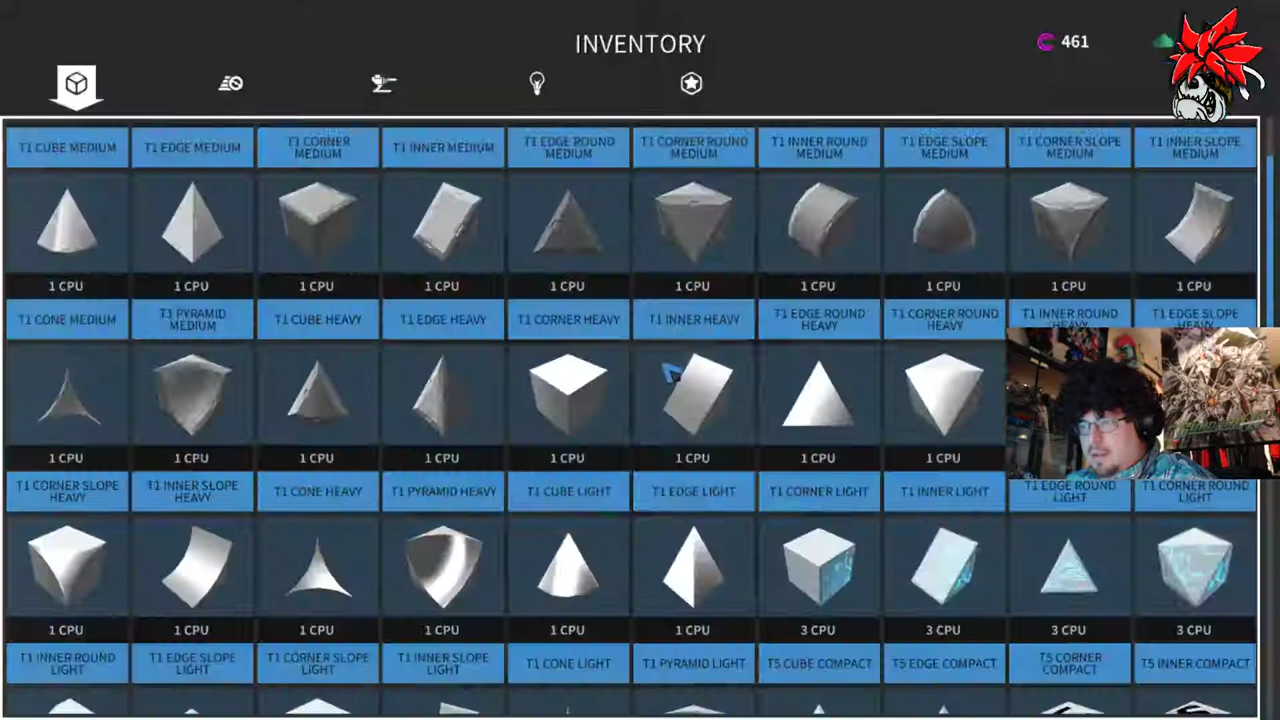 INVENTORY
461
T1 CUBE MEDIUM
T1 EDGE MEDIUM
T1 CORNER
MEDIUM
T1 INNER MEDIUM
T1 EDGE ROUND
MEDIUM
T1 CORNER ROUND
MEDIUM
T1 INNER ROUND
MEDIUM
T1 EDGE SLOPE
MEDIUM
T1 CORNER SLOPE
MEDIUM
T1 INNER SLOPE
MEDIUM
1 CPU
1 CPU
1 CPU
1 CPU
1 CPU
1 CPU
1 CPU
1 CPU
1 CPU
1 CPU
T1 CONE MEDIUM
T1 PYRAMID
MEDIUM
T1 CUBE HEAVY
T1 EDGE HEAVY
T1 CORNER HEAVY
T1 INNER HEAVY
T1 EDGE ROUND
HEAVY
T1 CORNER ROUND
HEAVY
T1 INNER ROUND
HEAVY
T1 EDGE SLOPE
HEAVY
1 CPU
1 CPU
1 CPU
1 CPU
1 CPU
1 CPU
1 CPU
1 CPU
T1 CORNER SLOPE
HEAVY
T1 INNER SLOPE
HEAVY
T1 CONE HEAVY
T1 PYRAMID HEAVY
T1 CUBE LIGHT
T1 EDGE LIGHT
T1 CORNER LIGHT
T1 INNER LIGHT
T1 EDGE ROUND
LIGHT
T1 CORNER ROUND
LIGHT
1 CPU
1 CPU
1 CPU
1 CPU
1 CPU
1 CPU
3 CPU
3 CPU
3 CPU
3 CPU
T1 INNER ROUND
LIGHT
T1 EDGE SLOPE
LIGHT
T1 CORNER SLOPE
LIGHT
T1 INNER SLOPE
LIGHT
T1 CONE LIGHT
T1 PYRAMID LIGHT
T5 CUBE COMPACT
T5 EDGE COMPACT
T5 CORNER
COMPACT
T5 INNER COMPACT